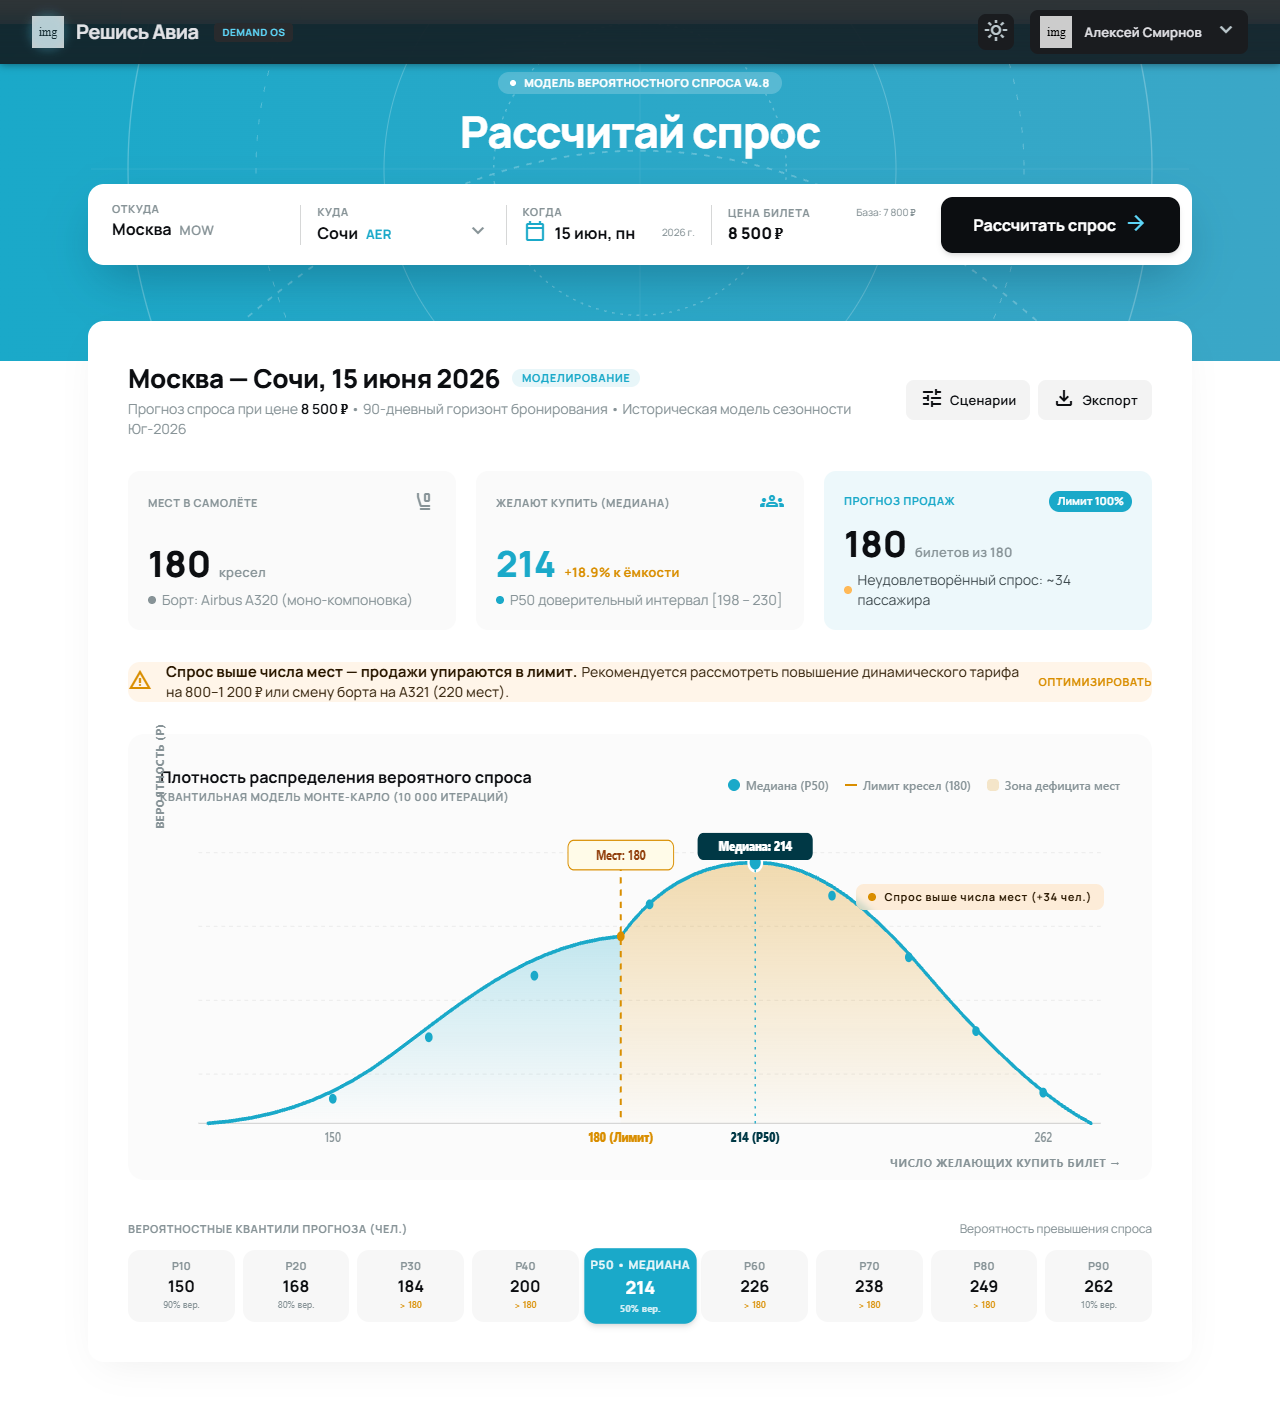 img Решись Авиа DEMAND OS
img Алексей Смирнов
МОДЕЛЬ ВЕРОЯТНОСТНОГО СПРОСА V4.8
Рассчитай спрос
ОТКУДА
Москва MOW
КУДА
Сочи AER
КОГДА
15 июн, пн 2026 г.
ЦЕНА БИЛЕТА База: 7 800 ₽
8 500 ₽
Рассчитать спрос →
Москва — Сочи, 15 июня 2026 МОДЕЛИРОВАНИЕ
Прогноз спроса при цене 8 500 ₽ • 90-дневный горизонт бронирования • Историческая модель сезонности
Юг-2026
Сценарии
Экспорт
МЕСТ В САМОЛЁТЕ
180 кресел
Борт: Airbus A320 (моно-компоновка)
ЖЕЛАЮТ КУПИТЬ (МЕДИАНА)
214 +18.9% к ёмкости
P50 доверительный интервал [198 – 230]
ПРОГНОЗ ПРОДАЖ Лимит 100%
180 билетов из 180
Неудовлетворённый спрос: ~34
пассажира
Спрос выше числа мест — продажи упираются в лимит. Рекомендуется рассмотреть повышение динамического тарифа
на 800–1 200 ₽ или смену борта на A321 (220 мест).
ОПТИМИЗИРОВАТЬ
ВЕРОЯТНОСТЬ (P)
Плотность распределения вероятного спроса
КВАНТИЛЬНАЯ МОДЕЛЬ МОНТЕ-КАРЛО (10 000 ИТЕРАЦИЙ)
Медиана (P50) Лимит кресел (180) Зона дефицита мест
Мест: 180
Медиана: 214
Спрос выше числа мест (+34 чел.)
150 180 (Лимит) 214 (P50) 262
ЧИСЛО ЖЕЛАЮЩИХ КУПИТЬ БИЛЕТ →
ВЕРОЯТНОСТНЫЕ КВАНТИЛИ ПРОГНОЗА (ЧЕЛ.)
Вероятность превышения спроса
P10
150
90% вер.
P20
168
80% вер.
P30
184
> 180
P40
200
> 180
P50 • МЕДИАНА
214
50% вер.
P60
226
> 180
P70
238
> 180
P80
249
> 180
P90
262
10% вер.